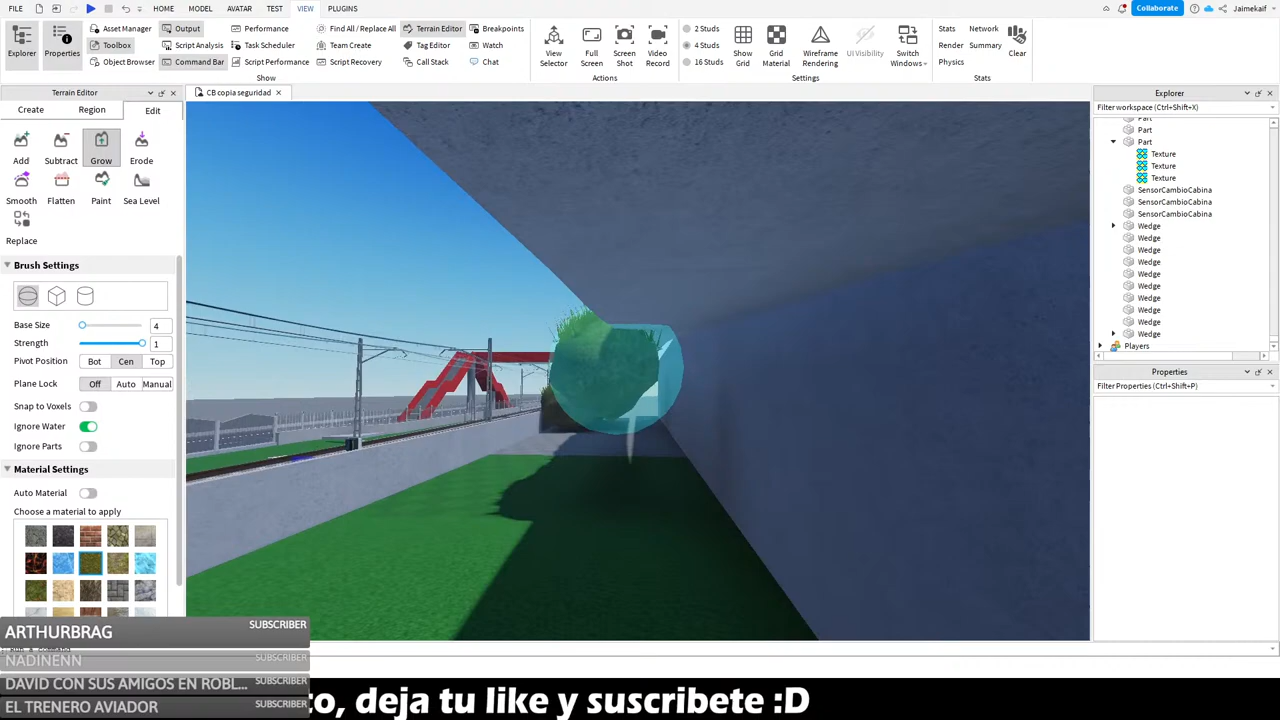 FILE HOME MODEL AVATAR TEST VIEW PLUGINS Collaborate Jaimekaif
Explorer Properties
Asset Manager Output Performance Find All / Replace All Terrain Editor Breakpoints
Toolbox Script Analysis Task Scheduler Team Create Tag Editor Watch
Object Browser Command Bar Script Performance Script Recovery Call Stack Chat
Show
View Selector Full Screen Screen Shot Video Record
Actions
2 Studs
4 Studs
16 Studs
Show Grid Grid Material Wireframe Rendering UI Visibility Switch Windows
Settings
Stats Network
Render Summary
Physics
Clear
Stats
Terrain Editor
CB copia seguridad
Create Region Edit
Add Subtract Grow Erode
Smooth Flatten Paint Sea Level
Replace
Brush Settings
Base Size 4
Strength 1
Pivot Position Bot Cen Top
Plane Lock Off Auto Manual
Snap to Voxels
Ignore Water
Ignore Parts
Material Settings
Auto Material
Choose a material to apply
Explorer
Filter workspace (Ctrl+Shift+X)
Part
Part
Part
Texture
Texture
Texture
SensorCambioCabina
SensorCambioCabina
SensorCambioCabina
Wedge
Wedge
Wedge
Wedge
Wedge
Wedge
Wedge
Wedge
Wedge
Wedge
Players
Properties
Filter Properties (Ctrl+Shift+P)
ARTHURBRAG SUBSCRIBER
NADINENN SUBSCRIBER
DAVID CON SUS AMIGOS EN ROBL... SUBSCRIBER
EL TRENERO AVIADOR SUBSCRIBER
, deja tu like y suscribete :D